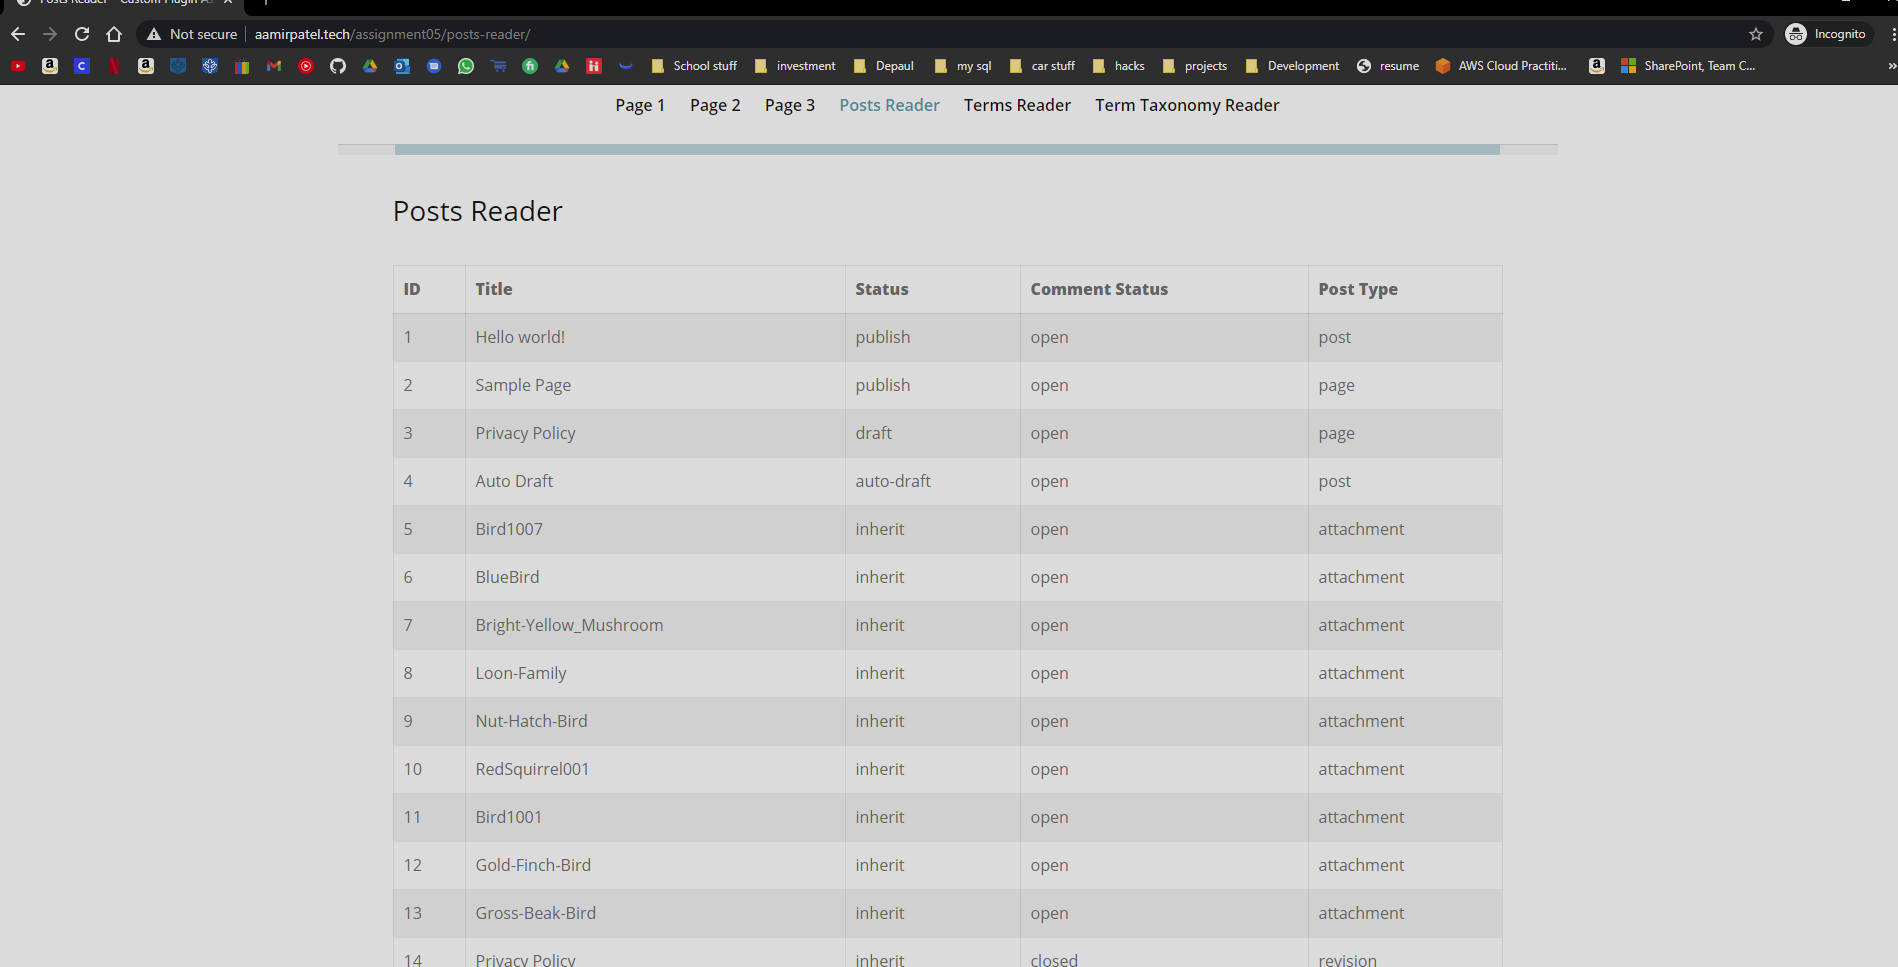 Posts Reader – Custom Plugin As
Not secure aamirpatel.tech/assignment05/posts-reader/ Incognito
School stuff investment Depaul my sql car stuff hacks projects Development resume AWS Cloud Practiti... SharePoint, Team C...
Page 1 Page 2 Page 3 Posts Reader Terms Reader Term Taxonomy Reader
Posts Reader
ID Title Status Comment Status Post Type
1 Hello world! publish open post
2 Sample Page publish open page
3 Privacy Policy draft open page
4 Auto Draft auto-draft open post
5 Bird1007 inherit open attachment
6 BlueBird inherit open attachment
7 Bright-Yellow_Mushroom inherit open attachment
8 Loon-Family inherit open attachment
9 Nut-Hatch-Bird inherit open attachment
10 RedSquirrel001 inherit open attachment
11 Bird1001 inherit open attachment
12 Gold-Finch-Bird inherit open attachment
13 Gross-Beak-Bird inherit open attachment
14 Privacy Policy inherit closed revision